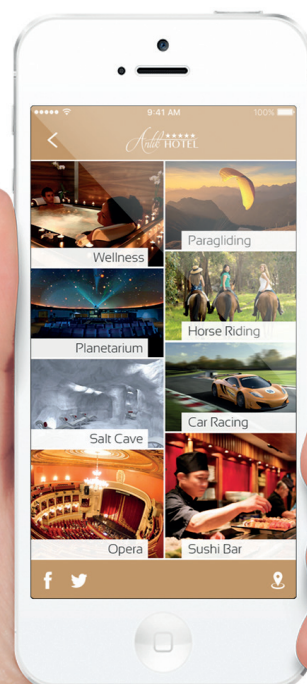 9:41 AM
100%
Andel
HOTEL
Wellness
Paragliding
Planetarium
Horse Riding
Salt Cave
Car Racing
Opera
Sushi Bar